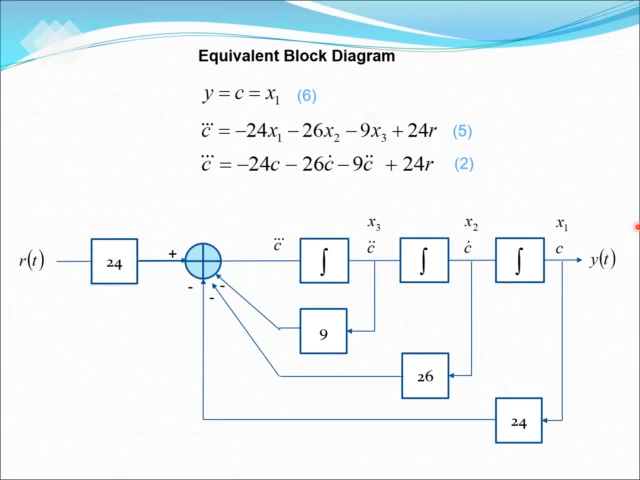 Equivalent Block Diagram
y = c = x₁ (6)
c⃛ = −24x₁ − 26x₂ − 9x₃ + 24r (5)
c⃛ = −24c − 26ċ − 9c̈ + 24r (2)
x₃ x₂ x₁
r(t) 24 + c⃛ ∫ c̈ ∫ ċ ∫ c y(t)
- - -
9
26
24